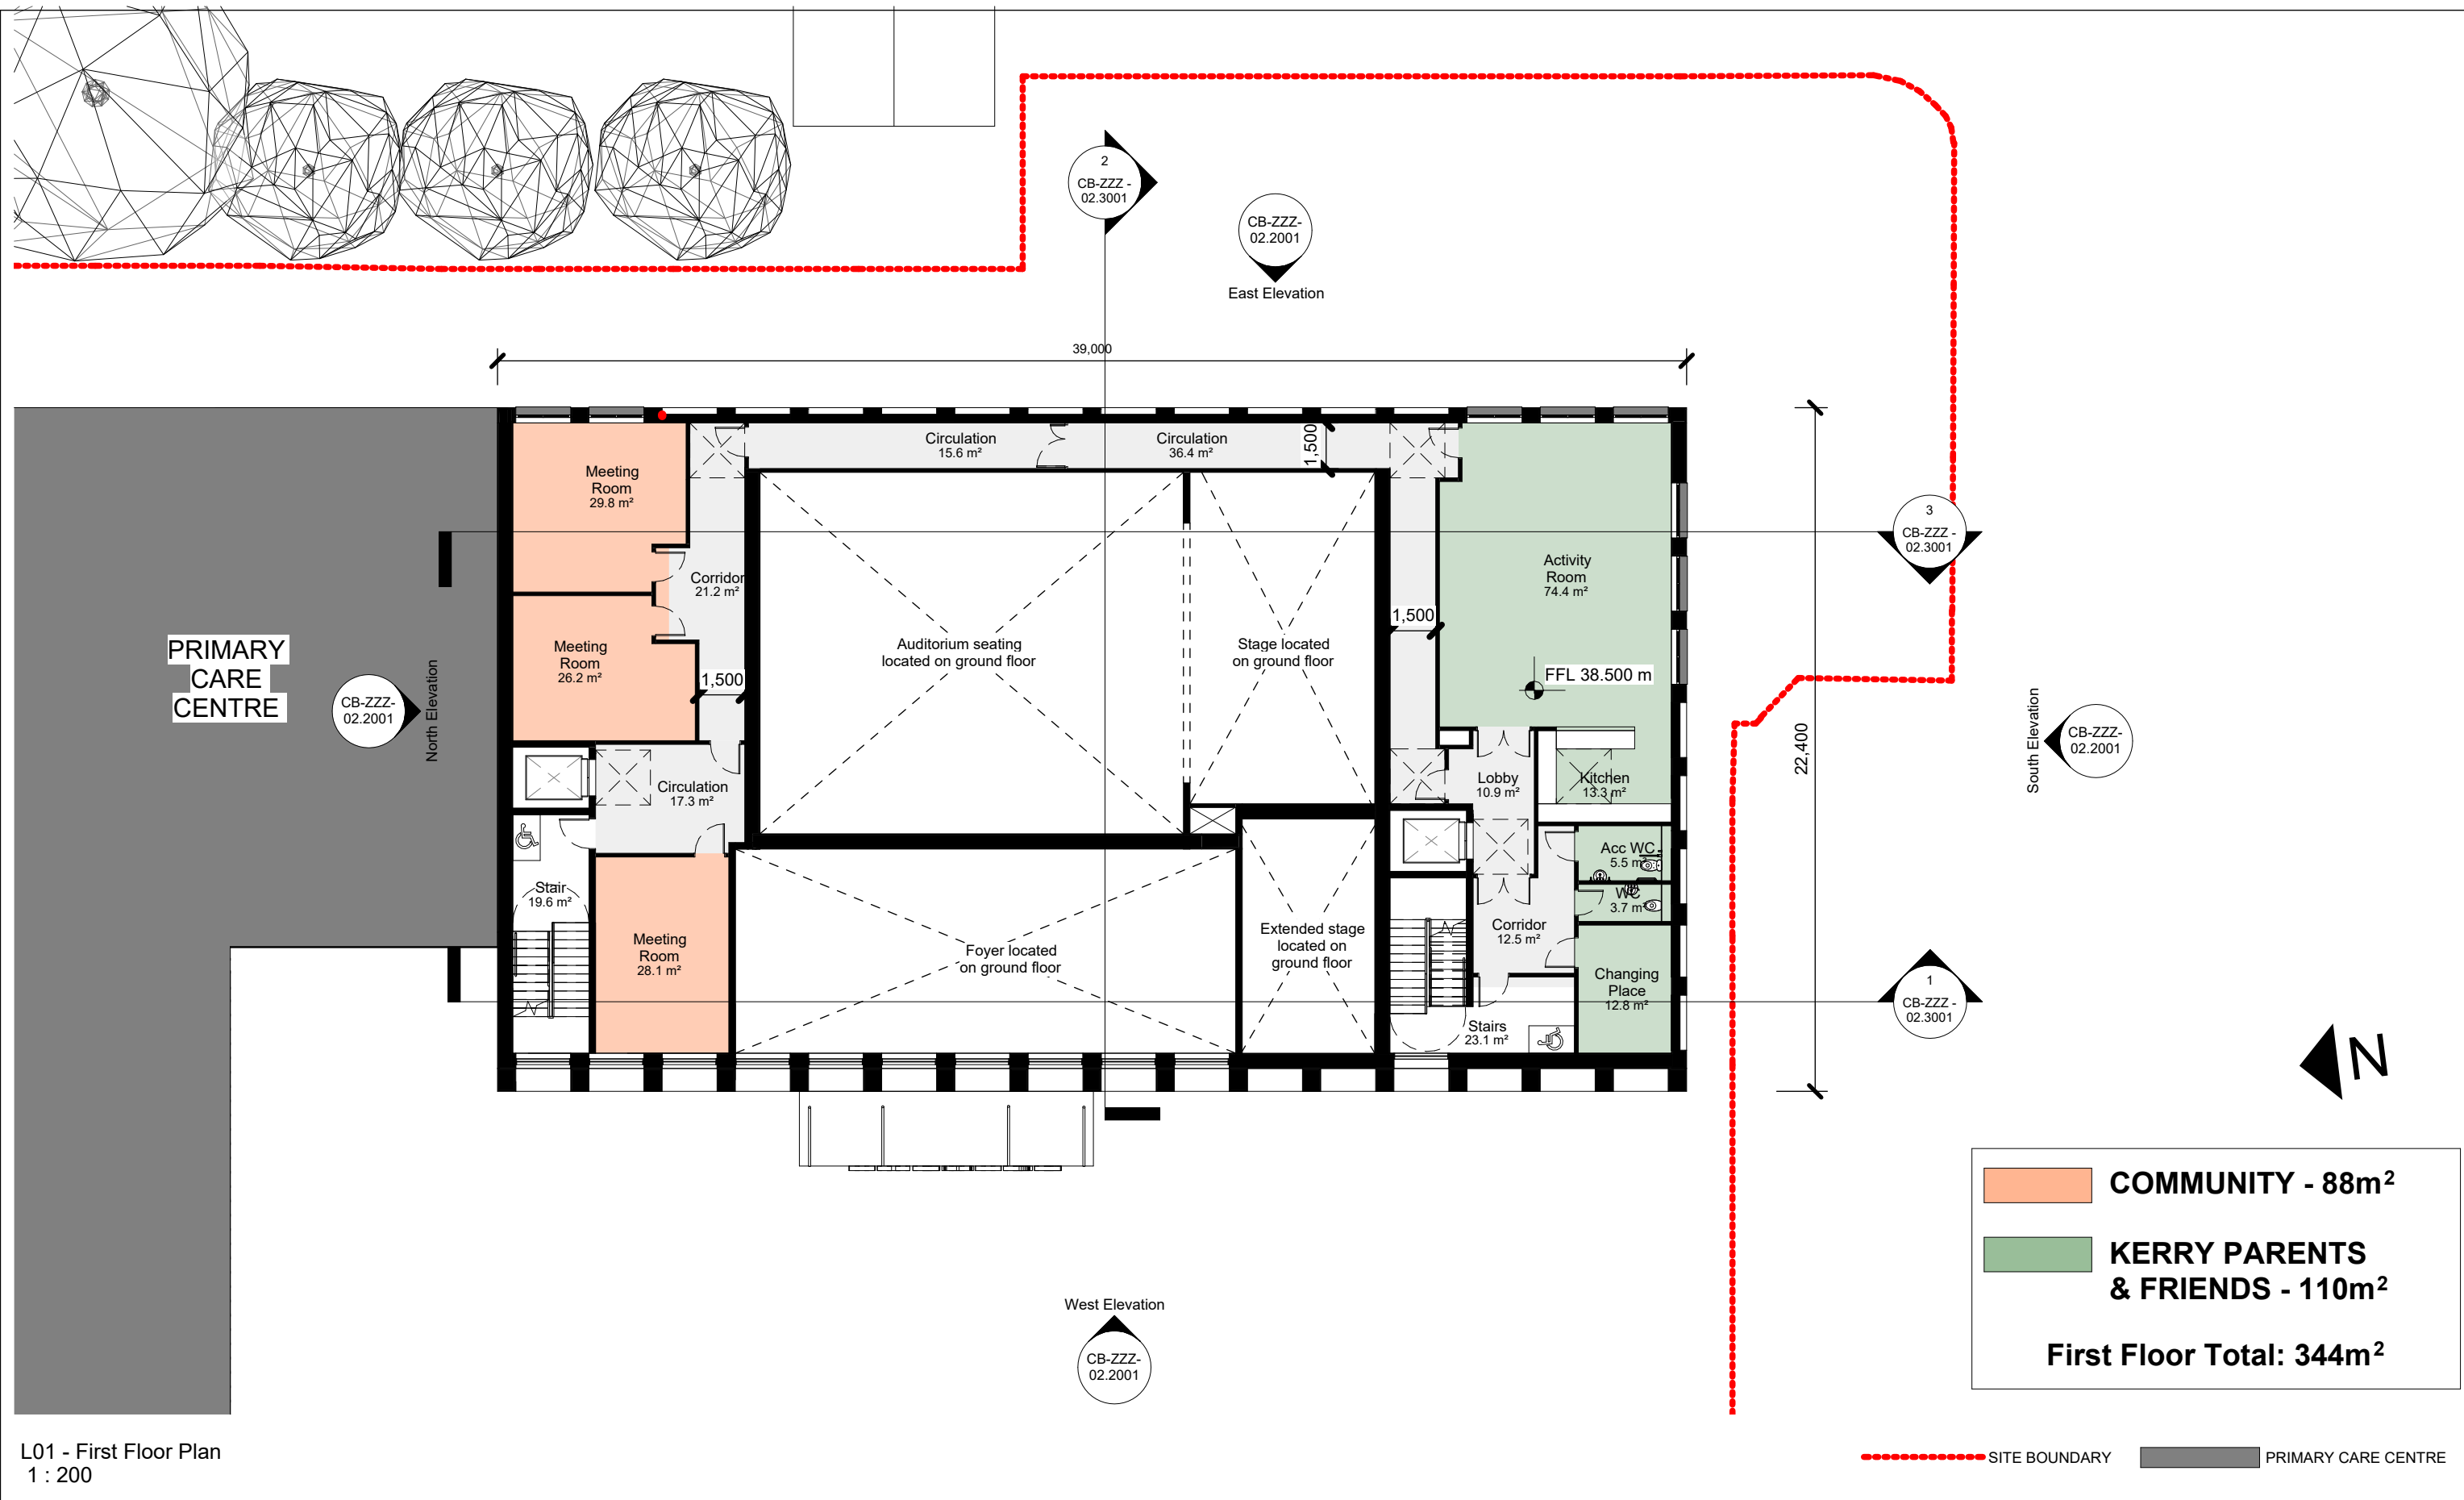 2
CB-ZZZ -
02.3001
CB-ZZZ-
02.2001
East Elevation
39,000
Circulation
15.6 m²
Circulation
36.4 m²
1,500
Meeting
Room
29.8 m²
3
CB-ZZZ -
02.3001
Corridor
21.2 m²
Activity
Room
74.4 m²
1,500
PRIMARY
CARE
CENTRE
Meeting
Room
26.2 m²
1,500
Auditorium seating
located on ground floor
Stage located
on ground floor
FFL 38.500 m
CB-ZZZ-
02.2001
North Elevation
22,400
South Elevation
CB-ZZZ-
02.2001
Circulation
17.3 m²
Lobby
10.9 m²
Kitchen
13.3 m²
Acc WC
5.5 m²
Stair
19.6 m²
WC
3.7 m²
Meeting
Room
28.1 m²
Foyer located
on ground floor
Extended stage
located on
ground floor
Corridor
12.5 m²
Changing
Place
12.8 m²
Stairs
23.1 m²
1
CB-ZZZ -
02.3001
N
COMMUNITY - 88m²
KERRY PARENTS
& FRIENDS - 110m²
First Floor Total: 344m²
West Elevation
CB-ZZZ-
02.2001
L01 - First Floor Plan
1 : 200
SITE BOUNDARY
PRIMARY CARE CENTRE